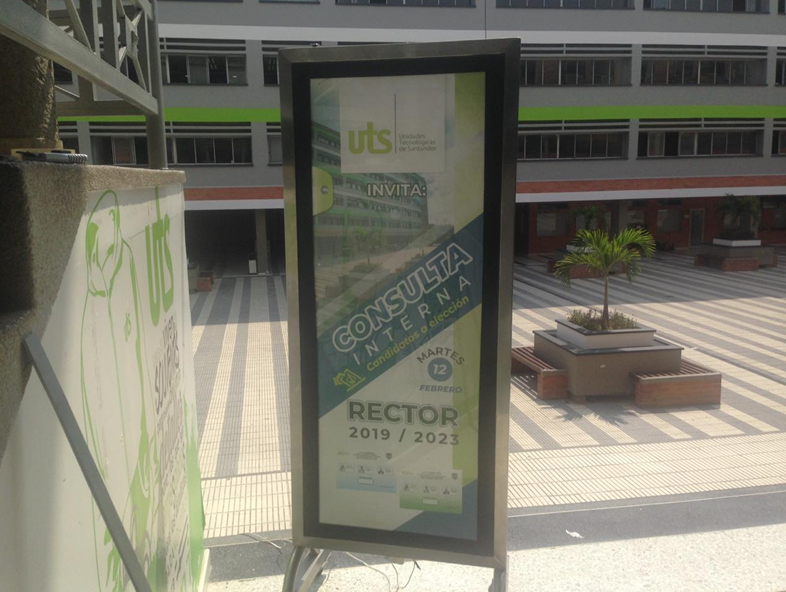 uts
Unidades
Tecnológicas
de Santander
INVITA:
CONSULTA
INTERNA
Candidatos a elección
MARTES
12
FEBRERO
RECTOR
2019 / 2023
uts